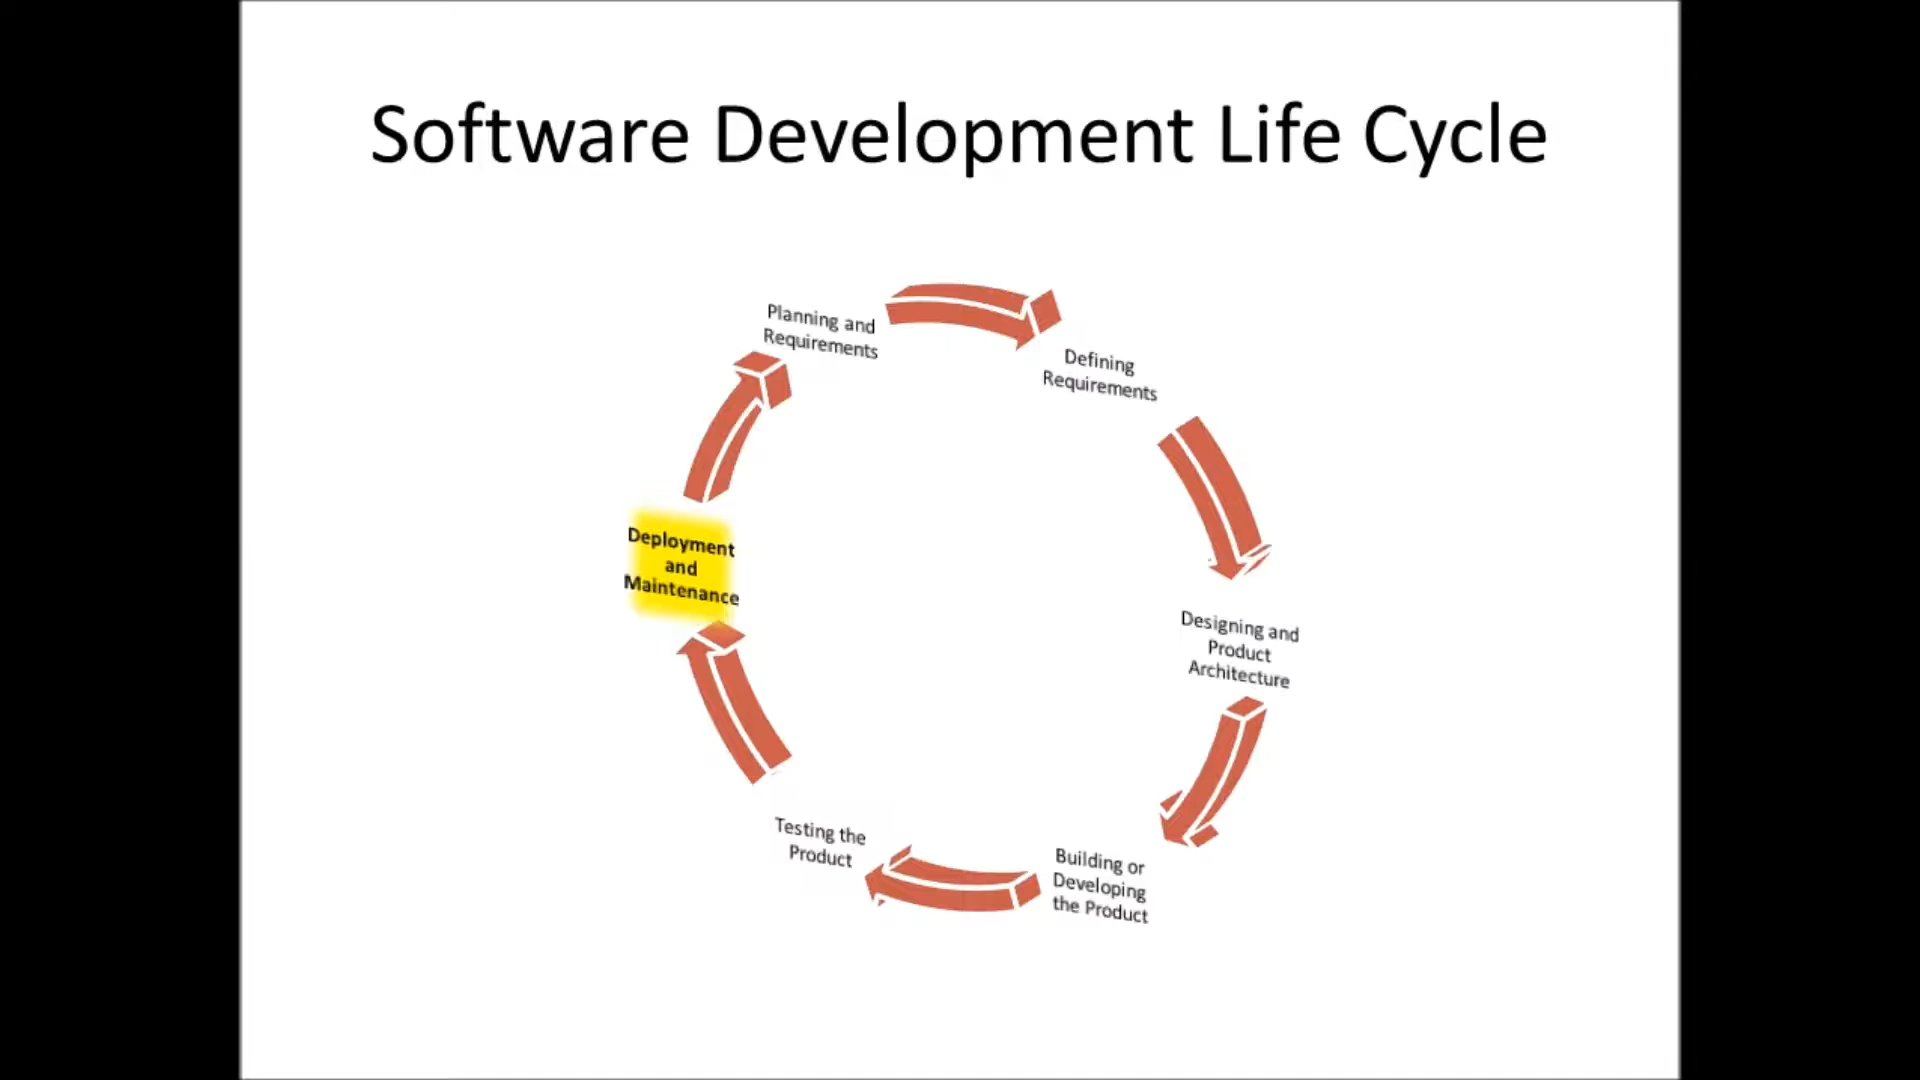 Software Development Life Cycle
Planning and
Requirements
Defining
Requirements
Designing and
Product
Architecture
Building or
Developing
the Product
Testing the
Product
Deployment
and
Maintenance